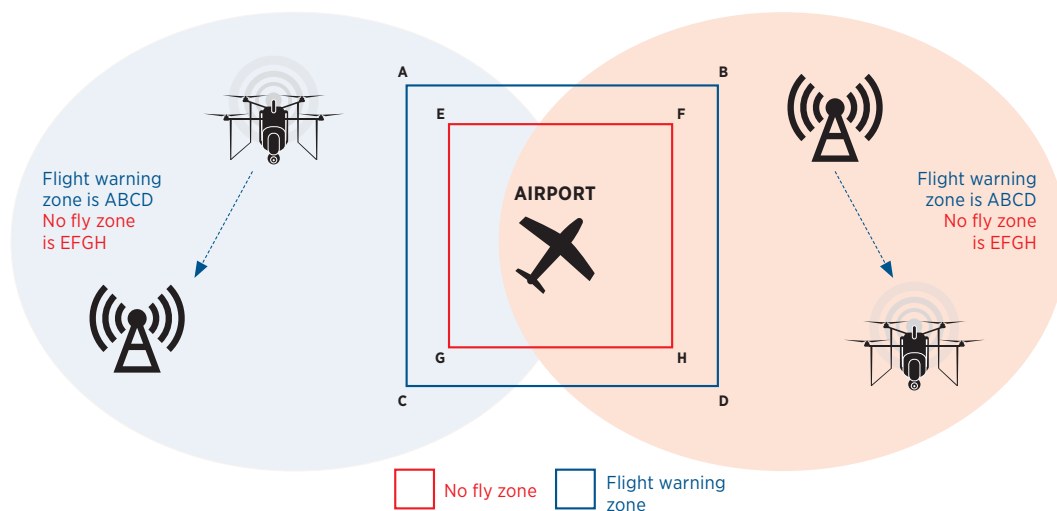 A
B
E
F
Flight warning
zone is ABCD
No fly zone
is EFGH
AIRPORT
Flight warning
zone is ABCD
No fly zone
is EFGH
G
H
C
D
No fly zone
Flight warning
zone